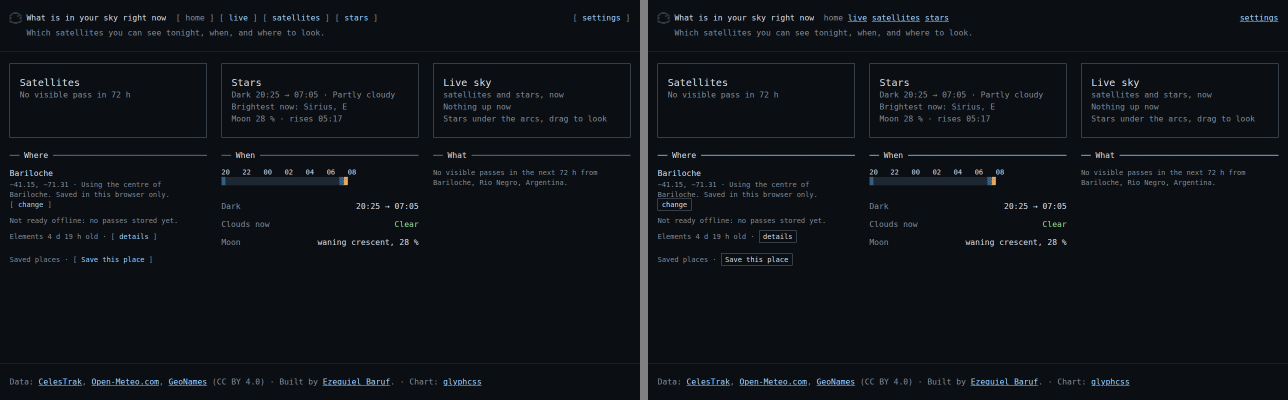 What is in your sky right now [ home ] [ live ] [ satellites ] [ stars ] [ settings ]
Which satellites you can see tonight, when, and where to look.
Satellites
No visible pass in 72 h
Stars
Dark 20:25 → 07:05 · Partly cloudy
Brightest now: Sirius, E
Moon 28 % · rises 05:17
Live sky
satellites and stars, now
Nothing up now
Stars under the arcs, drag to look
Where
Bariloche
−41.15, −71.31 · Using the centre of
Bariloche. Saved in this browser only.
[ change ]
Not ready offline: no passes stored yet.
Elements 4 d 19 h old · [ details ]
Saved places · [ Save this place ]
When
20 22 00 02 04 06 08
Dark 20:25 → 07:05
Clouds now Clear
Moon waning crescent, 28 %
What
No visible passes in the next 72 h from
Bariloche, Rio Negro, Argentina.
Data: CelesTrak, Open-Meteo.com, GeoNames (CC BY 4.0) · Built by Ezequiel Baruf. · Chart: glyphcss
What is in your sky right now home live satellites stars settings
Which satellites you can see tonight, when, and where to look.
Satellites
No visible pass in 72 h
Stars
Dark 20:25 → 07:05 · Partly cloudy
Brightest now: Sirius, E
Moon 28 % · rises 05:17
Live sky
satellites and stars, now
Nothing up now
Stars under the arcs, drag to look
Where
Bariloche
−41.15, −71.31 · Using the centre of
Bariloche. Saved in this browser only.
change
Not ready offline: no passes stored yet.
Elements 4 d 19 h old · details
Saved places · Save this place
When
20 22 00 02 04 06 08
Dark 20:25 → 07:05
Clouds now Clear
Moon waning crescent, 28 %
What
No visible passes in the next 72 h from
Bariloche, Rio Negro, Argentina.
Data: CelesTrak, Open-Meteo.com, GeoNames (CC BY 4.0) · Built by Ezequiel Baruf. · Chart: glyphcss